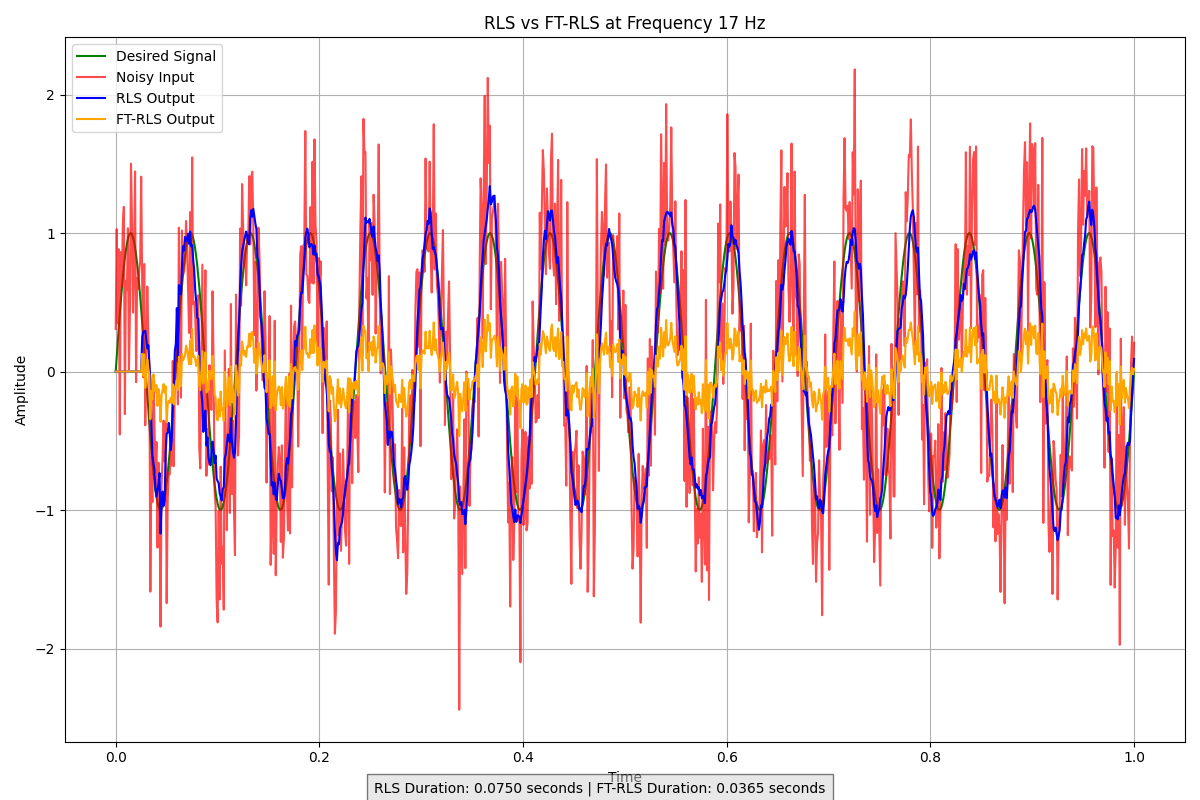 RLS vs FT-RLS at Frequency 17 Hz
Desired Signal
Noisy Input
RLS Output
FT-RLS Output
2
1
0
−1
−2
Amplitude
0.0 0.2 0.4 0.6 0.8 1.0
Time
RLS Duration: 0.0750 seconds | FT-RLS Duration: 0.0365 seconds